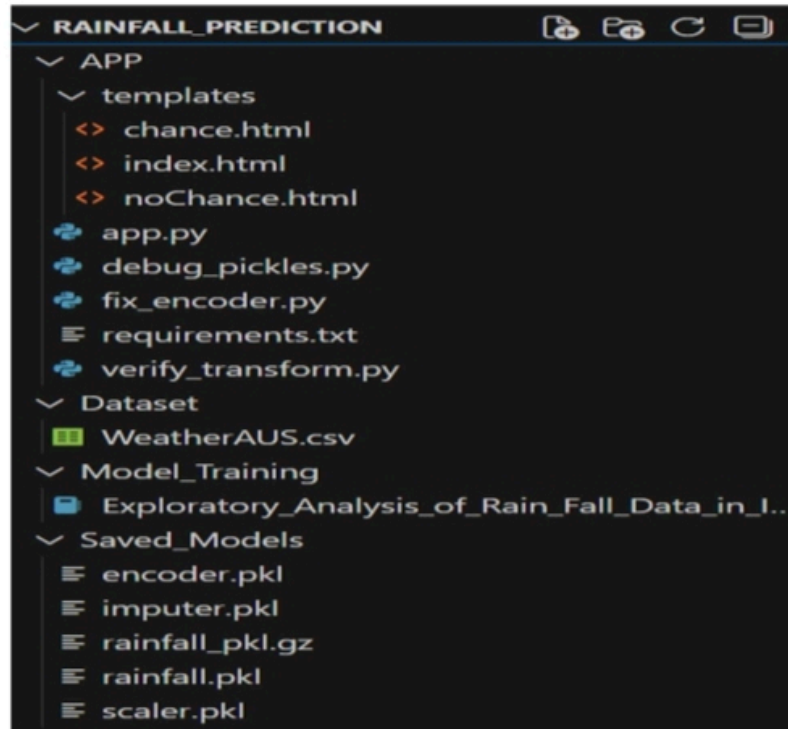 RAINFALL_PREDICTION
APP
templates
chance.html
index.html
noChance.html
app.py
debug_pickles.py
fix_encoder.py
requirements.txt
verify_transform.py
Dataset
WeatherAUS.csv
Model_Training
Exploratory_Analysis_of_Rain_Fall_Data_in_I...
Saved_Models
encoder.pkl
imputer.pkl
rainfall_pkl.gz
rainfall.pkl
scaler.pkl